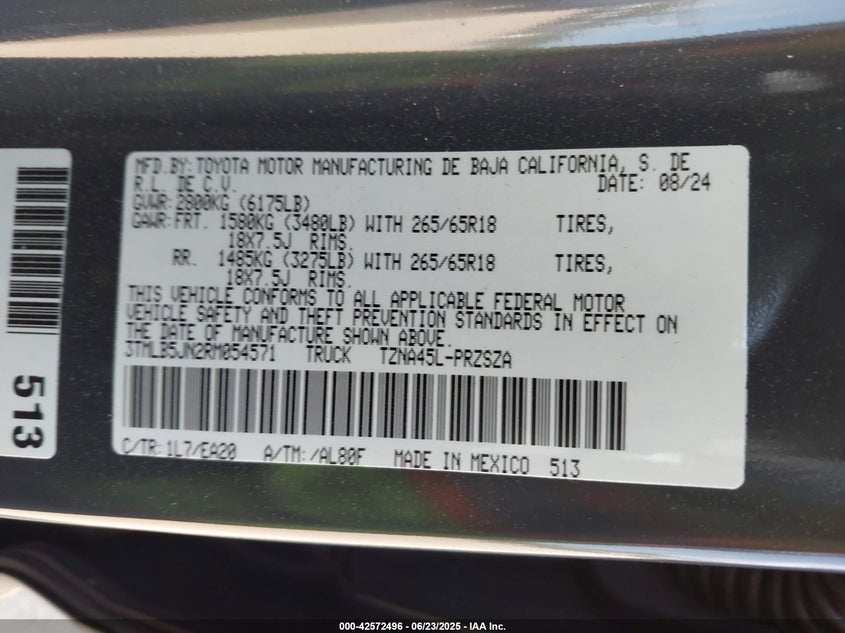 MFD.BY:TOYOTA MOTOR MANUFACTURING DE BAJA CALIFORNIA, S. DE
R.L. DE C.V. DATE: 08/24
GVWR:2800KG (6175LB)
GAWR:FRT. 1580KG (3480LB) WITH 265/65R18 TIRES,
18X7.5J RIMS.
RR. 1485KG (3275LB) WITH 265/65R18 TIRES,
18X7.5J RIMS.
THIS VEHICLE CONFORMS TO ALL APPLICABLE FEDERAL MOTOR
VEHICLE SAFETY AND THEFT PREVENTION STANDARDS IN EFFECT ON
THE DATE OF MANUFACTURE SHOWN ABOVE.
3TMLB5JN2RM054571 TRUCK TZNA45L-PRZSZA
C/TR:1L7/EA20 A/TM:/AL80F MADE IN MEXICO 513
513
000-42572496 - 06/23/2025 - IAA Inc.